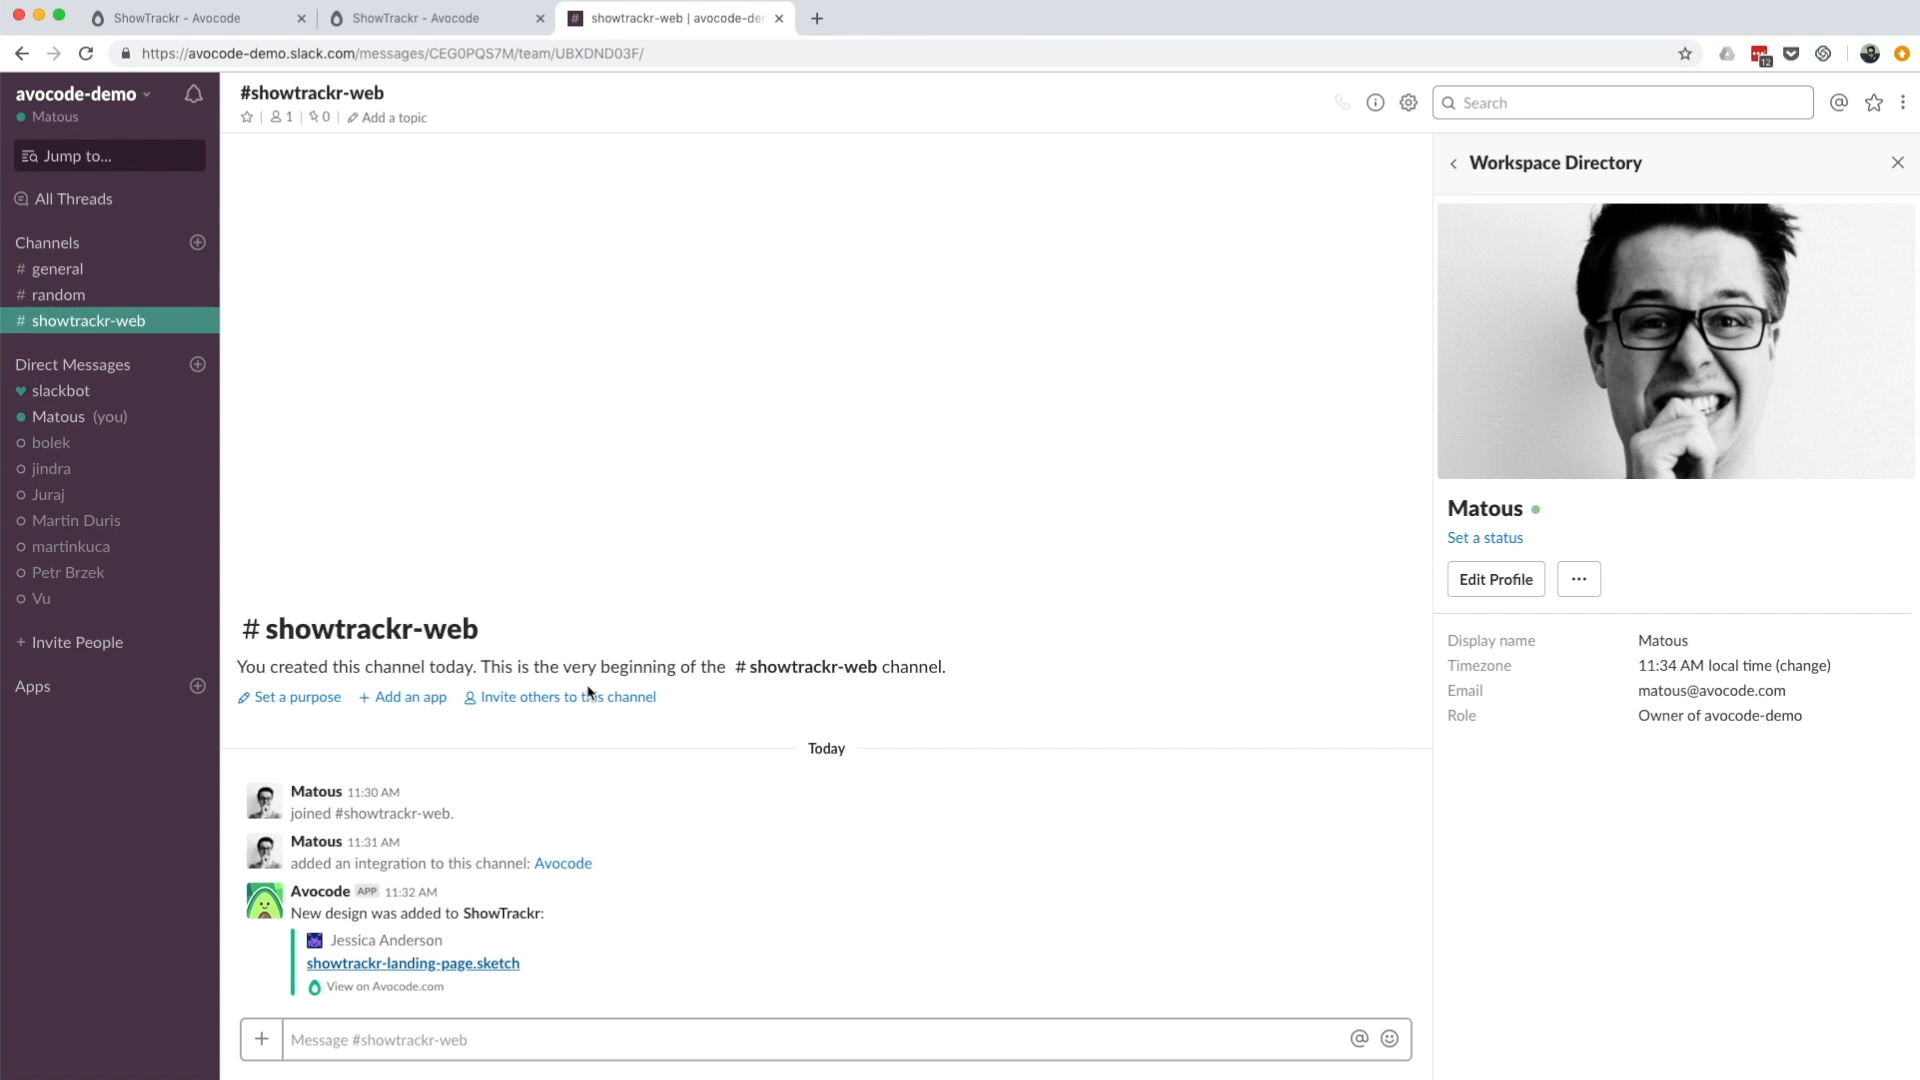 ShowTrackr - Avocode
ShowTrackr - Avocode
showtrackr-web | avocode-de
https://avocode-demo.slack.com/messages/CEG0PQS7M/team/UBXDND03F/
12
avocode-demo
Matous
Jump to...
All Threads
Channels
# general
# random
# showtrackr-web
Direct Messages
slackbot
Matous (you)
bolek
jindra
Juraj
Martin Duris
martinkuca
Petr Brzek
Vu
+ Invite People
Apps
#showtrackr-web
1 | 0 | Add a topic
Search
# showtrackr-web
You created this channel today. This is the very beginning of the # showtrackr-web channel.
Set a purpose + Add an app Invite others to this channel
Today
Matous 11:30 AM
joined #showtrackr-web.
Matous 11:31 AM
added an integration to this channel: Avocode
Avocode APP 11:32 AM
New design was added to ShowTrackr:
Jessica Anderson
showtrackr-landing-page.sketch
View on Avocode.com
Message #showtrackr-web
Workspace Directory
Matous
Set a status
Edit Profile ...
Display name Matous
Timezone 11:34 AM local time (change)
Email matous@avocode.com
Role Owner of avocode-demo